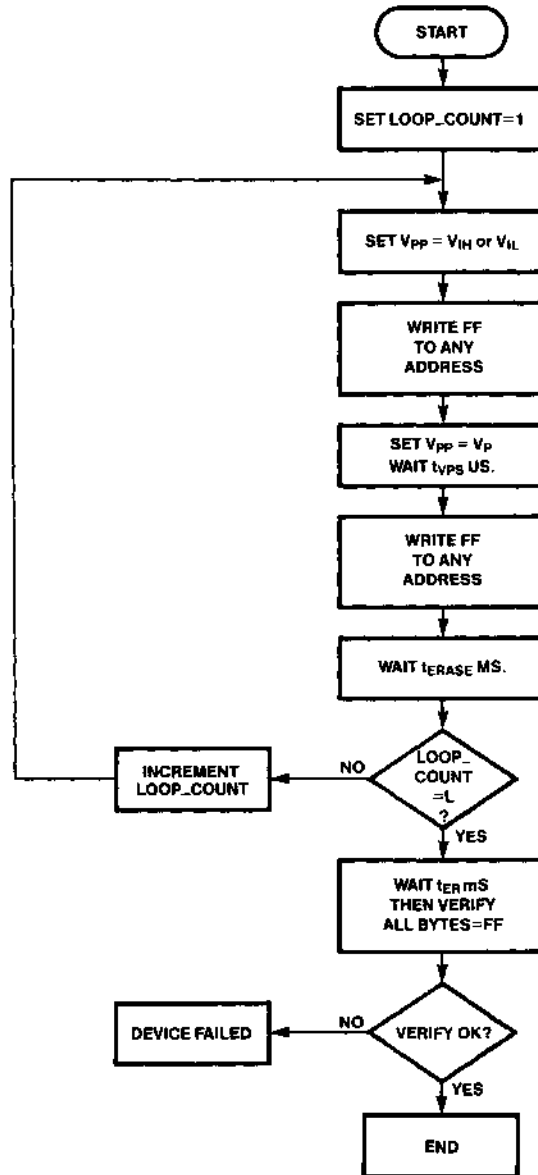 START
SET LOOP_COUNT=1
SET VPP = VIH or VIL
WRITE FF
TO ANY
ADDRESS
SET VPP = VP
WAIT tVPS US.
WRITE FF
TO ANY
ADDRESS
WAIT tERASE MS.
LOOP_
COUNT
=L
?
NO
INCREMENT
LOOP_COUNT
YES
WAIT tER mS
THEN VERIFY
ALL BYTES=FF
VERIFY OK?
NO
DEVICE FAILED
YES
END